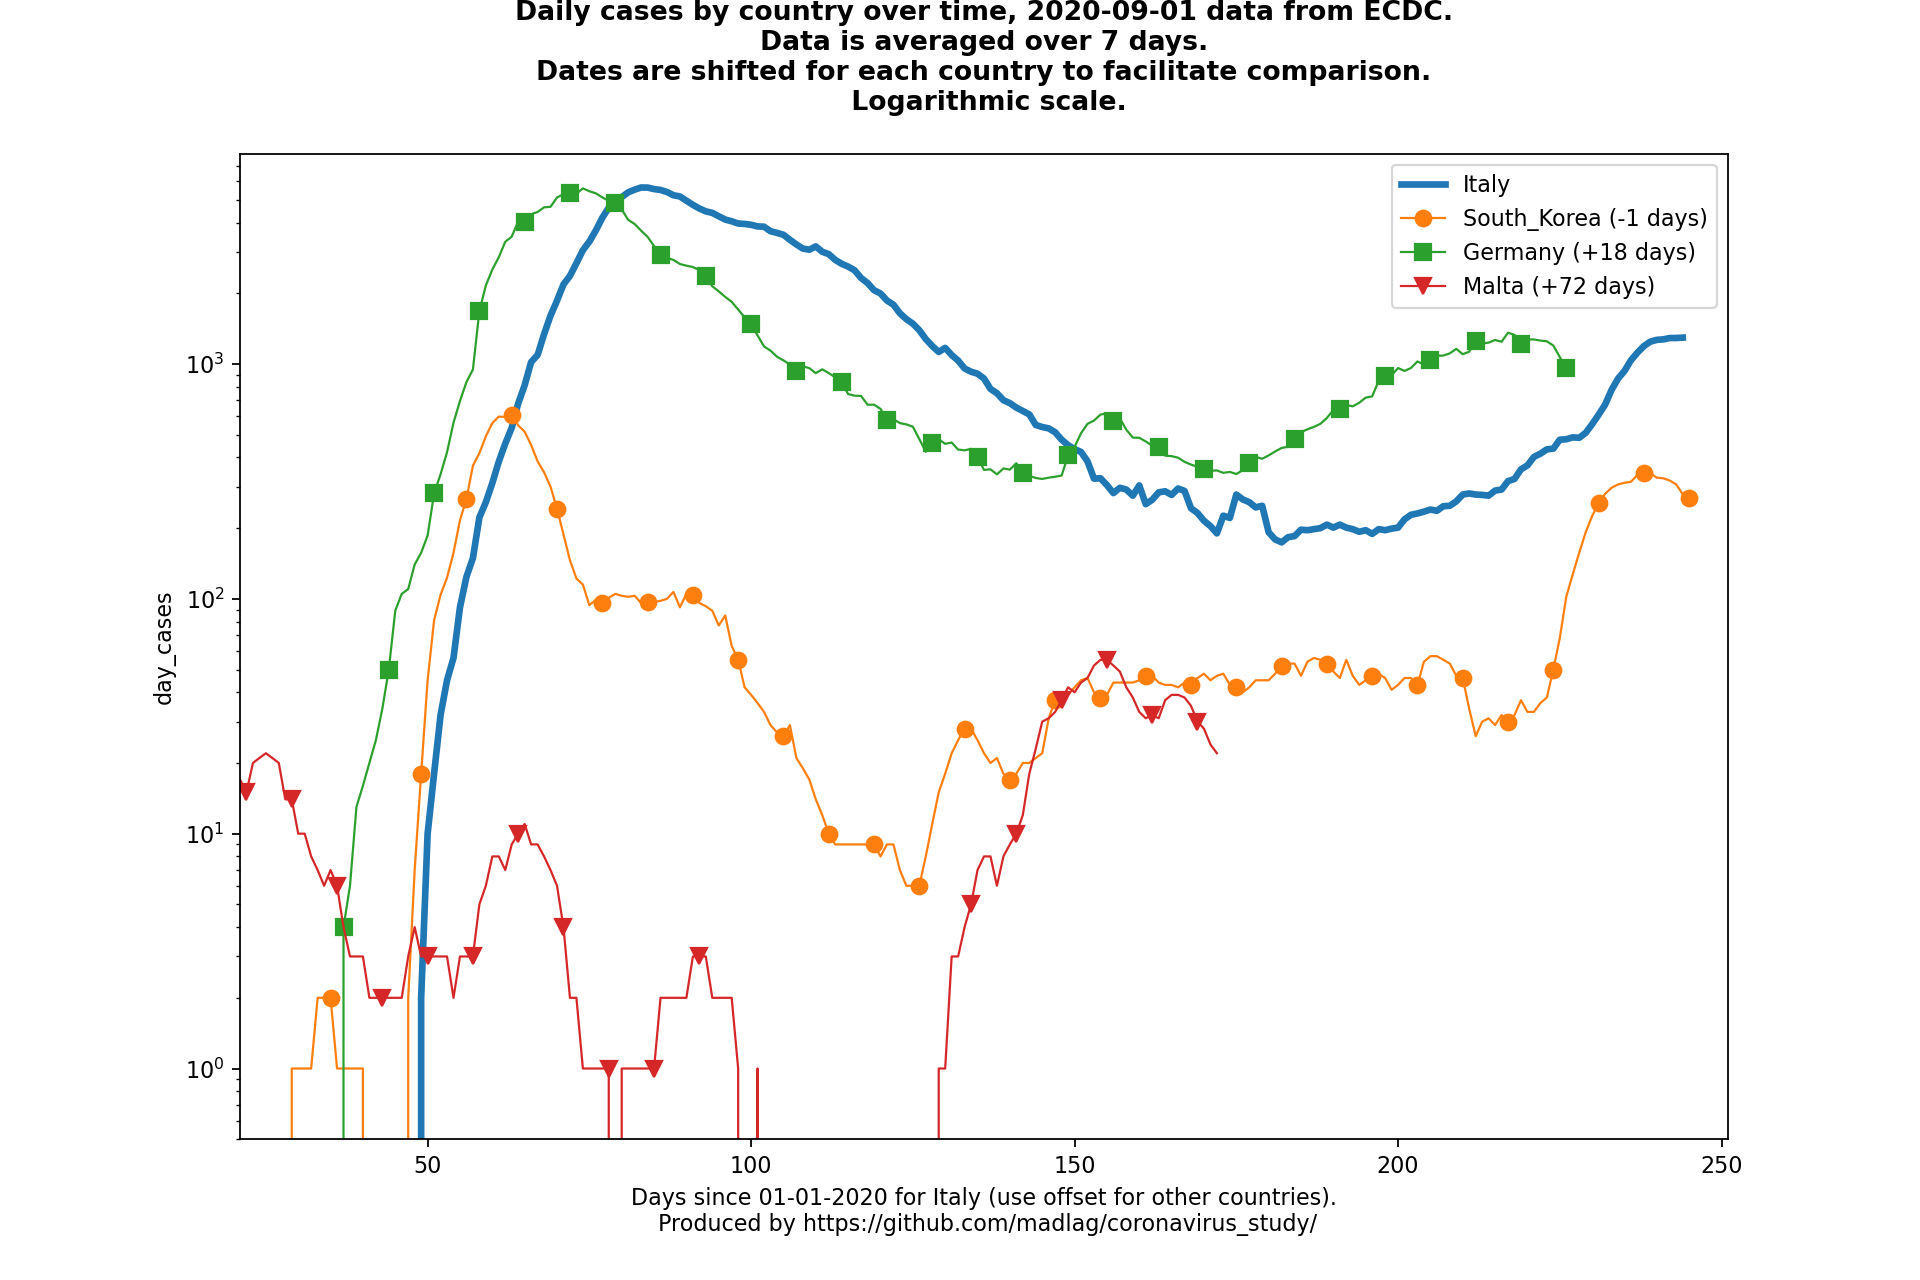 Daily cases by country over time, 2020-09-01 data from ECDC.
Data is averaged over 7 days.
Dates are shifted for each country to facilitate comparison.
Logarithmic scale.
Italy
South_Korea (-1 days)
Germany (+18 days)
Malta (+72 days)
day_cases
10³
10²
10¹
10⁰
50
100
150
200
250
Days since 01-01-2020 for Italy (use offset for other countries).
Produced by https://github.com/madlag/coronavirus_study/